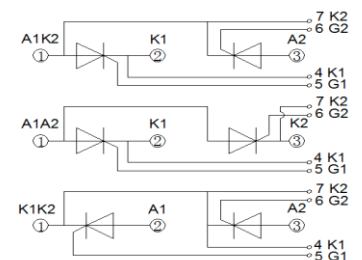 7 K2
6 G2
A1K2 K1 A2
① ② ③
4 K1
5 G1
7 K2
6 G2
A1A2 K1 K2
① ② ③
4 K1
5 G1
7 K2
6 G2
K1K2 A1 A2
① ② ③
4 K1
5 G1